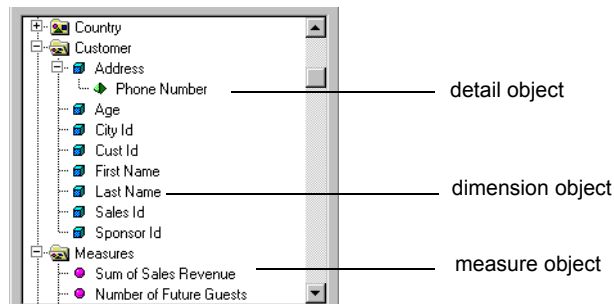 Country
Customer
Address
Phone Number
detail object
Age
City Id
Cust Id
First Name
Last Name
dimension object
Sales Id
Sponsor Id
Measures
Sum of Sales Revenue
measure object
Number of Future Guests